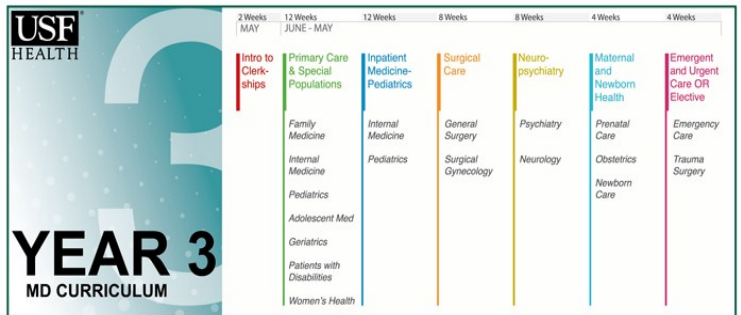 USF
HEALTH
3
YEAR 3
MD CURRICULUM
2 Weeks
12 Weeks
12 Weeks
8 Weeks
8 Weeks
4 Weeks
4 Weeks
MAY
JUNE - MAY
Intro to
Clerk-
ships
Primary Care
& Special
Populations
Family
Medicine
Internal
Medicine
Pediatrics
Adolescent Med
Geriatrics
Patients with
Disabilities
Women's Health
Inpatient
Medicine-
Pediatrics
Internal
Medicine
Pediatrics
Surgical
Care
General
Surgery
Surgical
Gynecology
Neuro-
psychiatry
Psychiatry
Neurology
Maternal
and
Newborn
Health
Prenatal
Care
Obstetrics
Newborn
Care
Emergent
and Urgent
Care OR
Elective
Emergency
Care
Trauma
Surgery